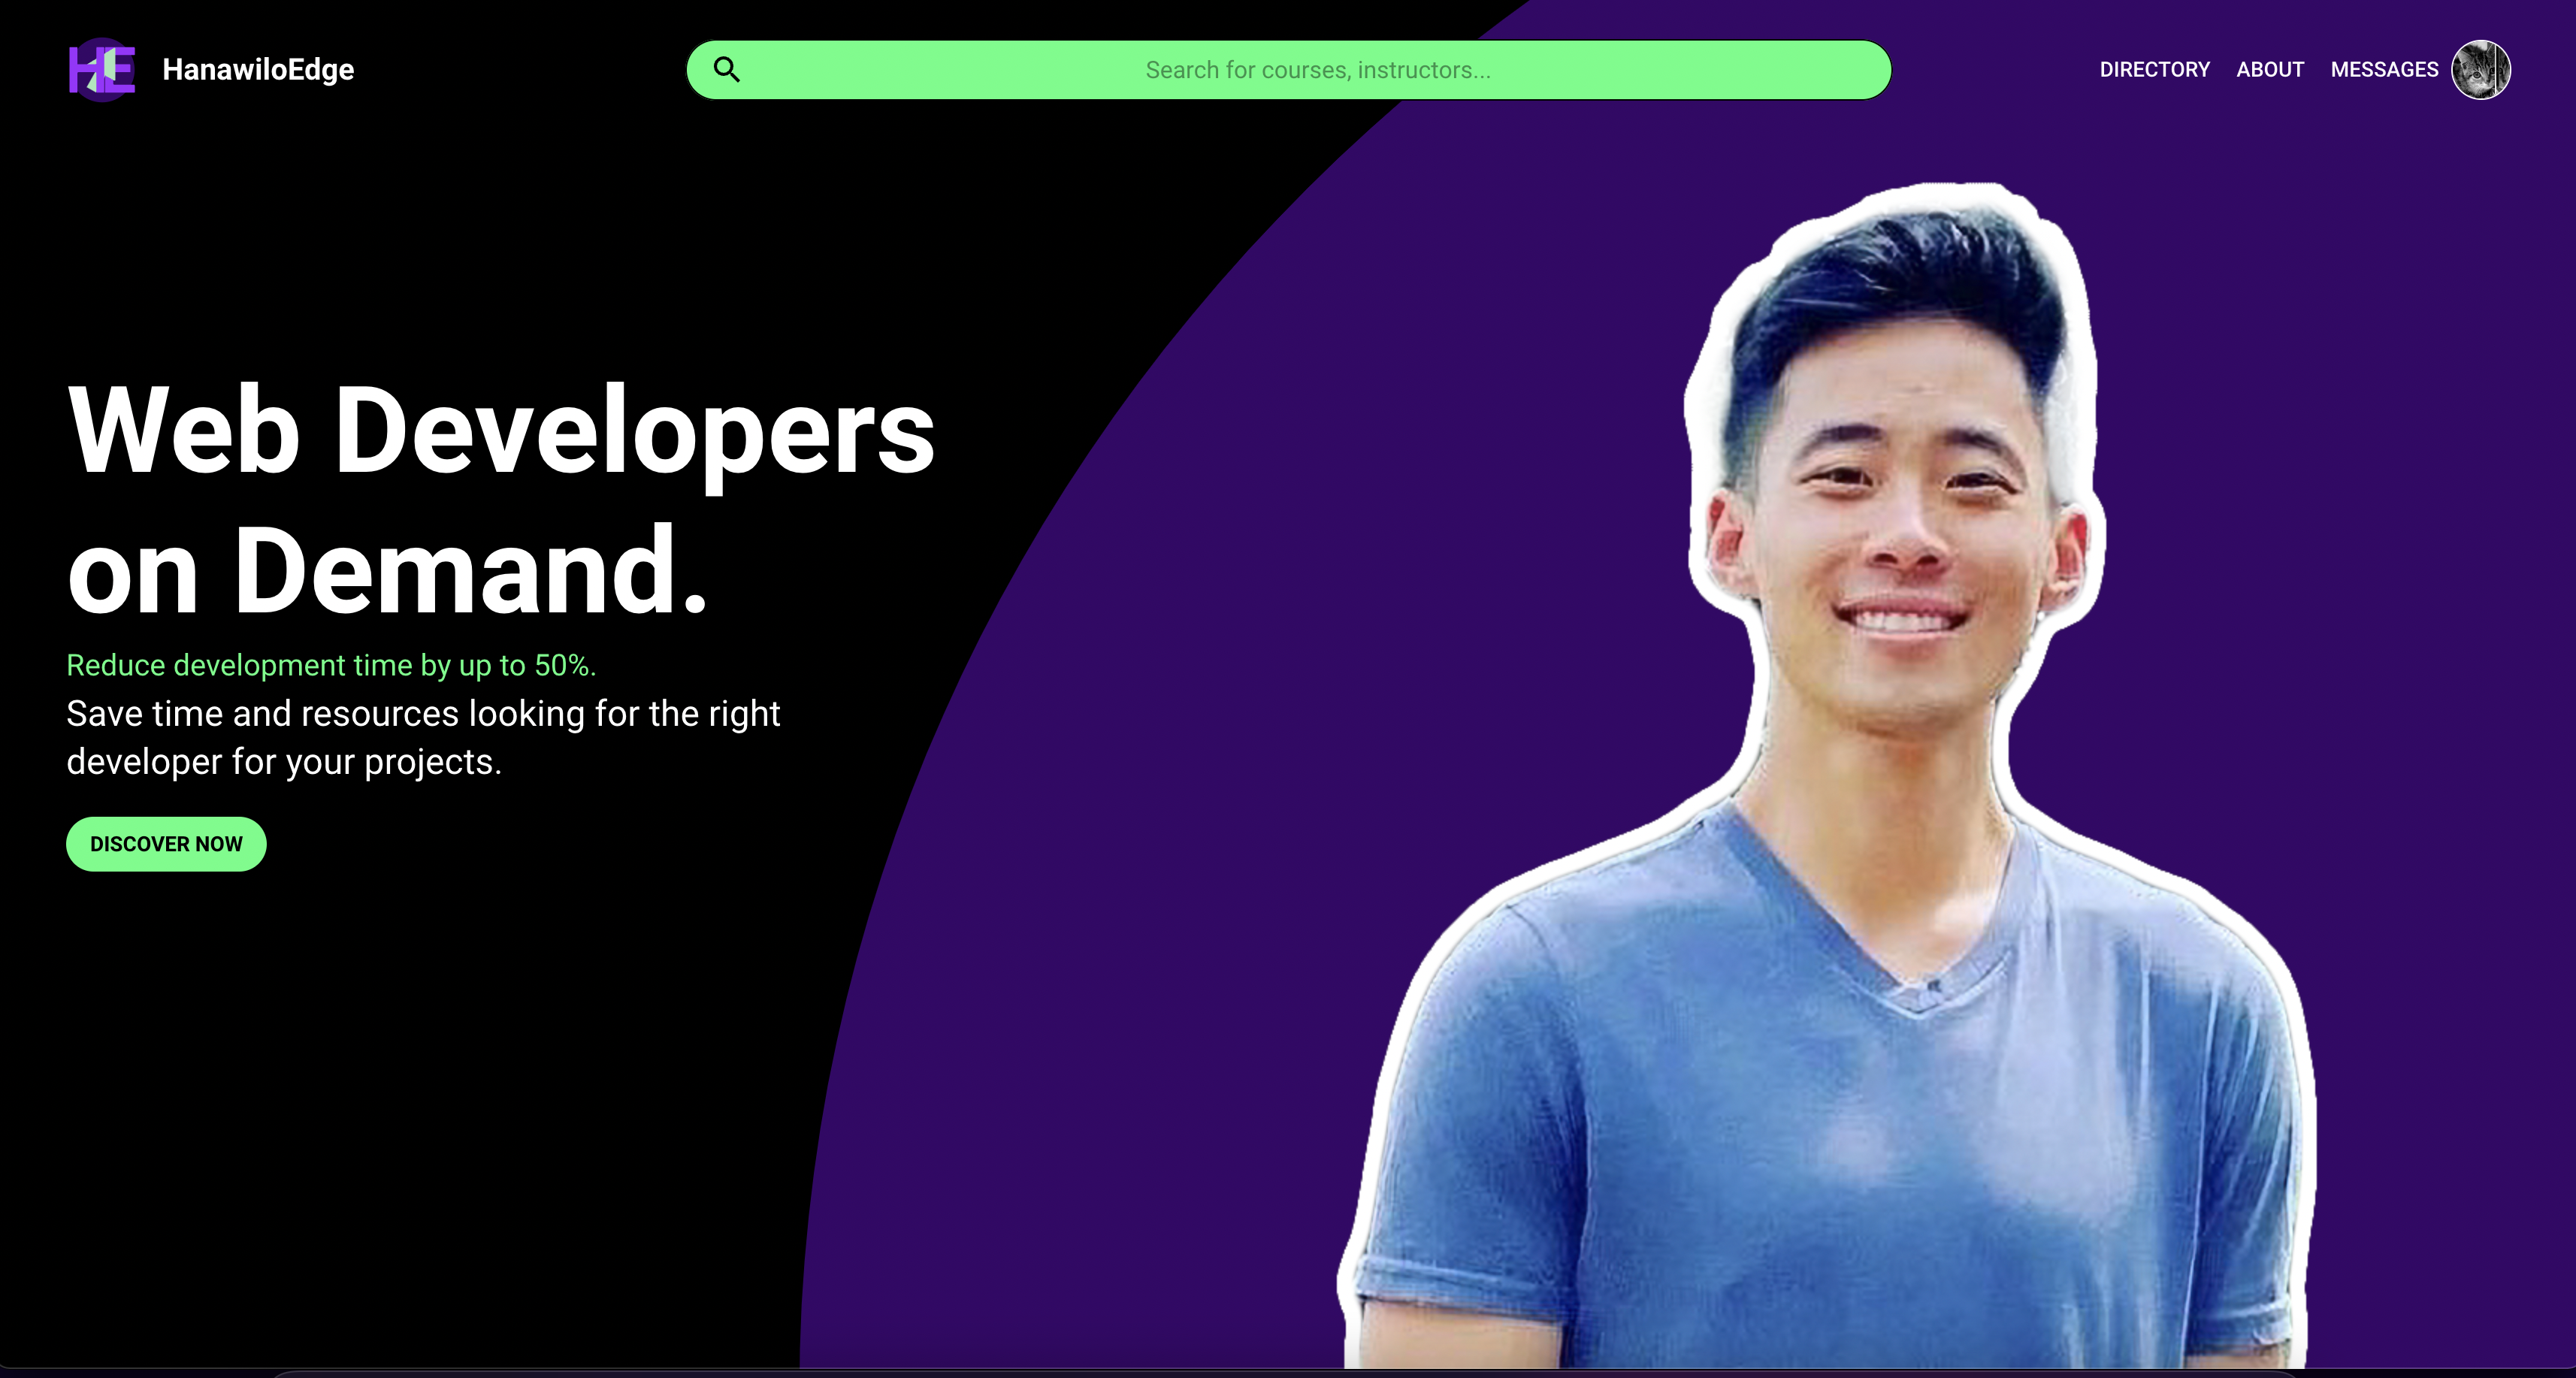 HE
HanawiloEdge
Search for courses, instructors...
DIRECTORY
ABOUT
MESSAGES
Web Developers
on Demand.
Reduce development time by up to 50%.
Save time and resources looking for the right
developer for your projects.
DISCOVER NOW